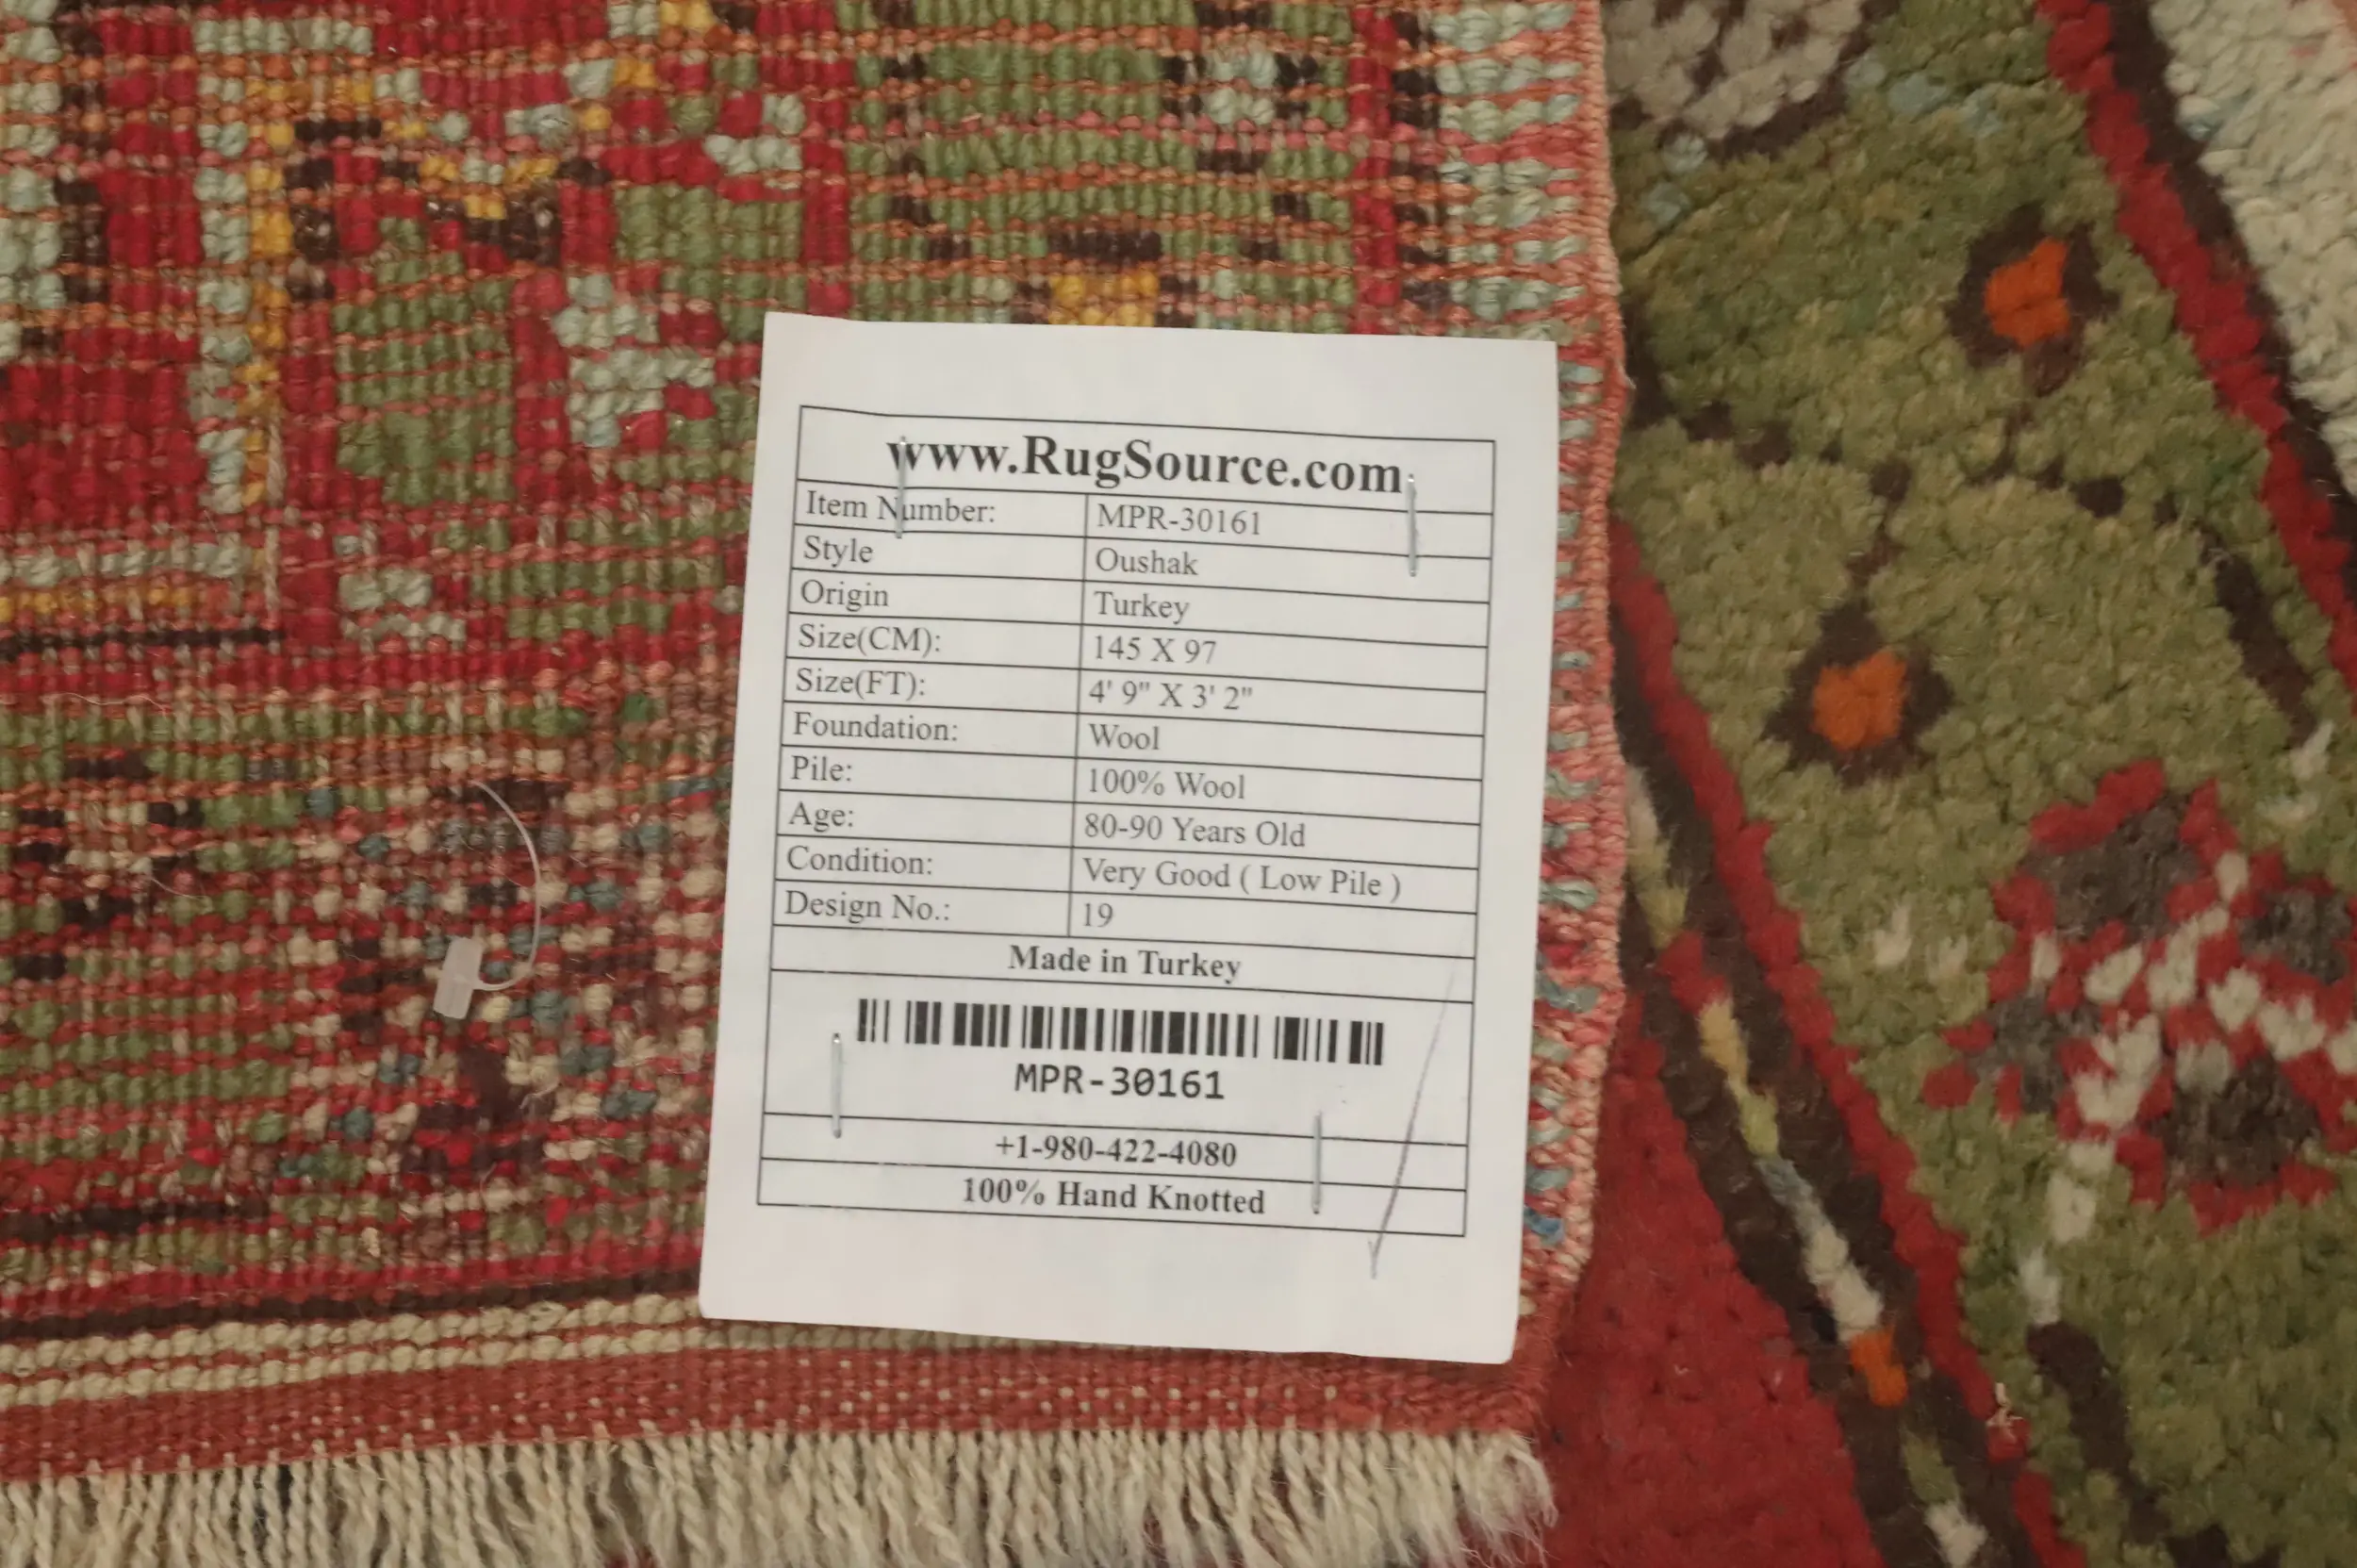 www.RugSource.com
Item Number: MPR-30161
Style Oushak
Origin Turkey
Size(CM): 145 X 97
Size(FT): 4' 9" X 3' 2"
Foundation: Wool
Pile: 100% Wool
Age: 80-90 Years Old
Condition: Very Good ( Low Pile )
Design No.: 19
Made in Turkey
MPR-30161
+1-980-422-4080
100% Hand Knotted